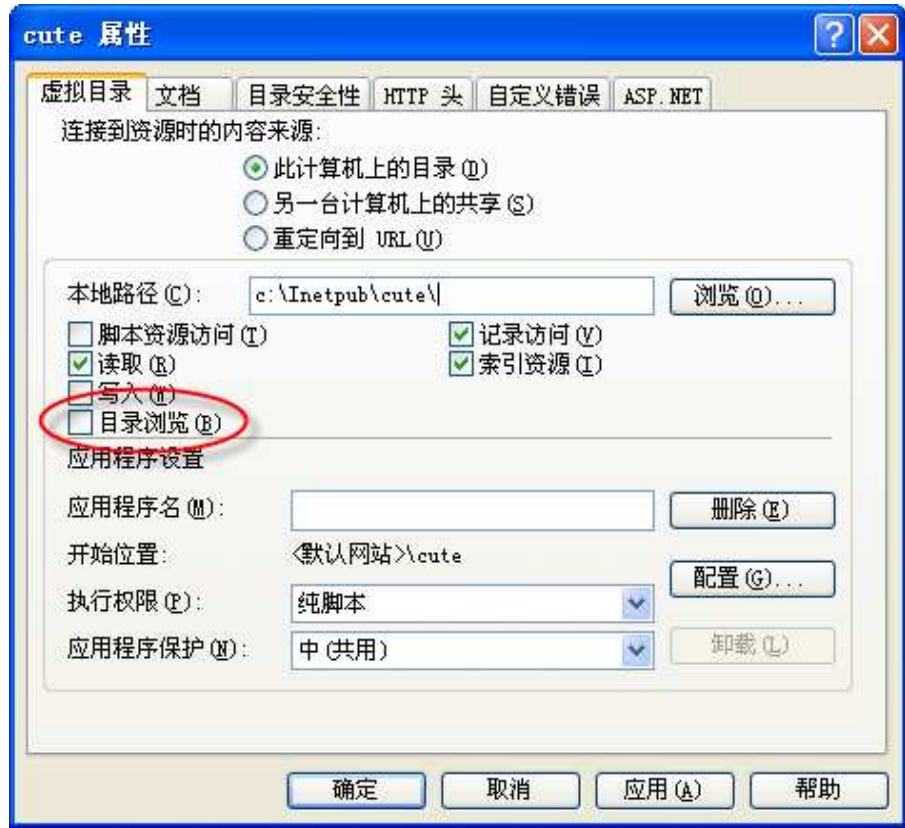 cute 属性
虚拟目录 文档 目录安全性 HTTP 头 自定义错误 ASP.NET
连接到资源时的内容来源:
此计算机上的目录(D)
另一台计算机上的共享(S)
重定向到 URL(U)
本地路径(C): c:\Inetpub\cute\ 浏览(O)...
脚本资源访问(T) 记录访问(V)
读取(R) 索引资源(I)
写入(W)
目录浏览(B)
应用程序设置
应用程序名(M): 删除(E)
开始位置: <默认网站>\cute
配置(G)...
执行权限(P): 纯脚本
应用程序保护(N): 中(共用) 卸载(L)
确定 取消 应用(A) 帮助